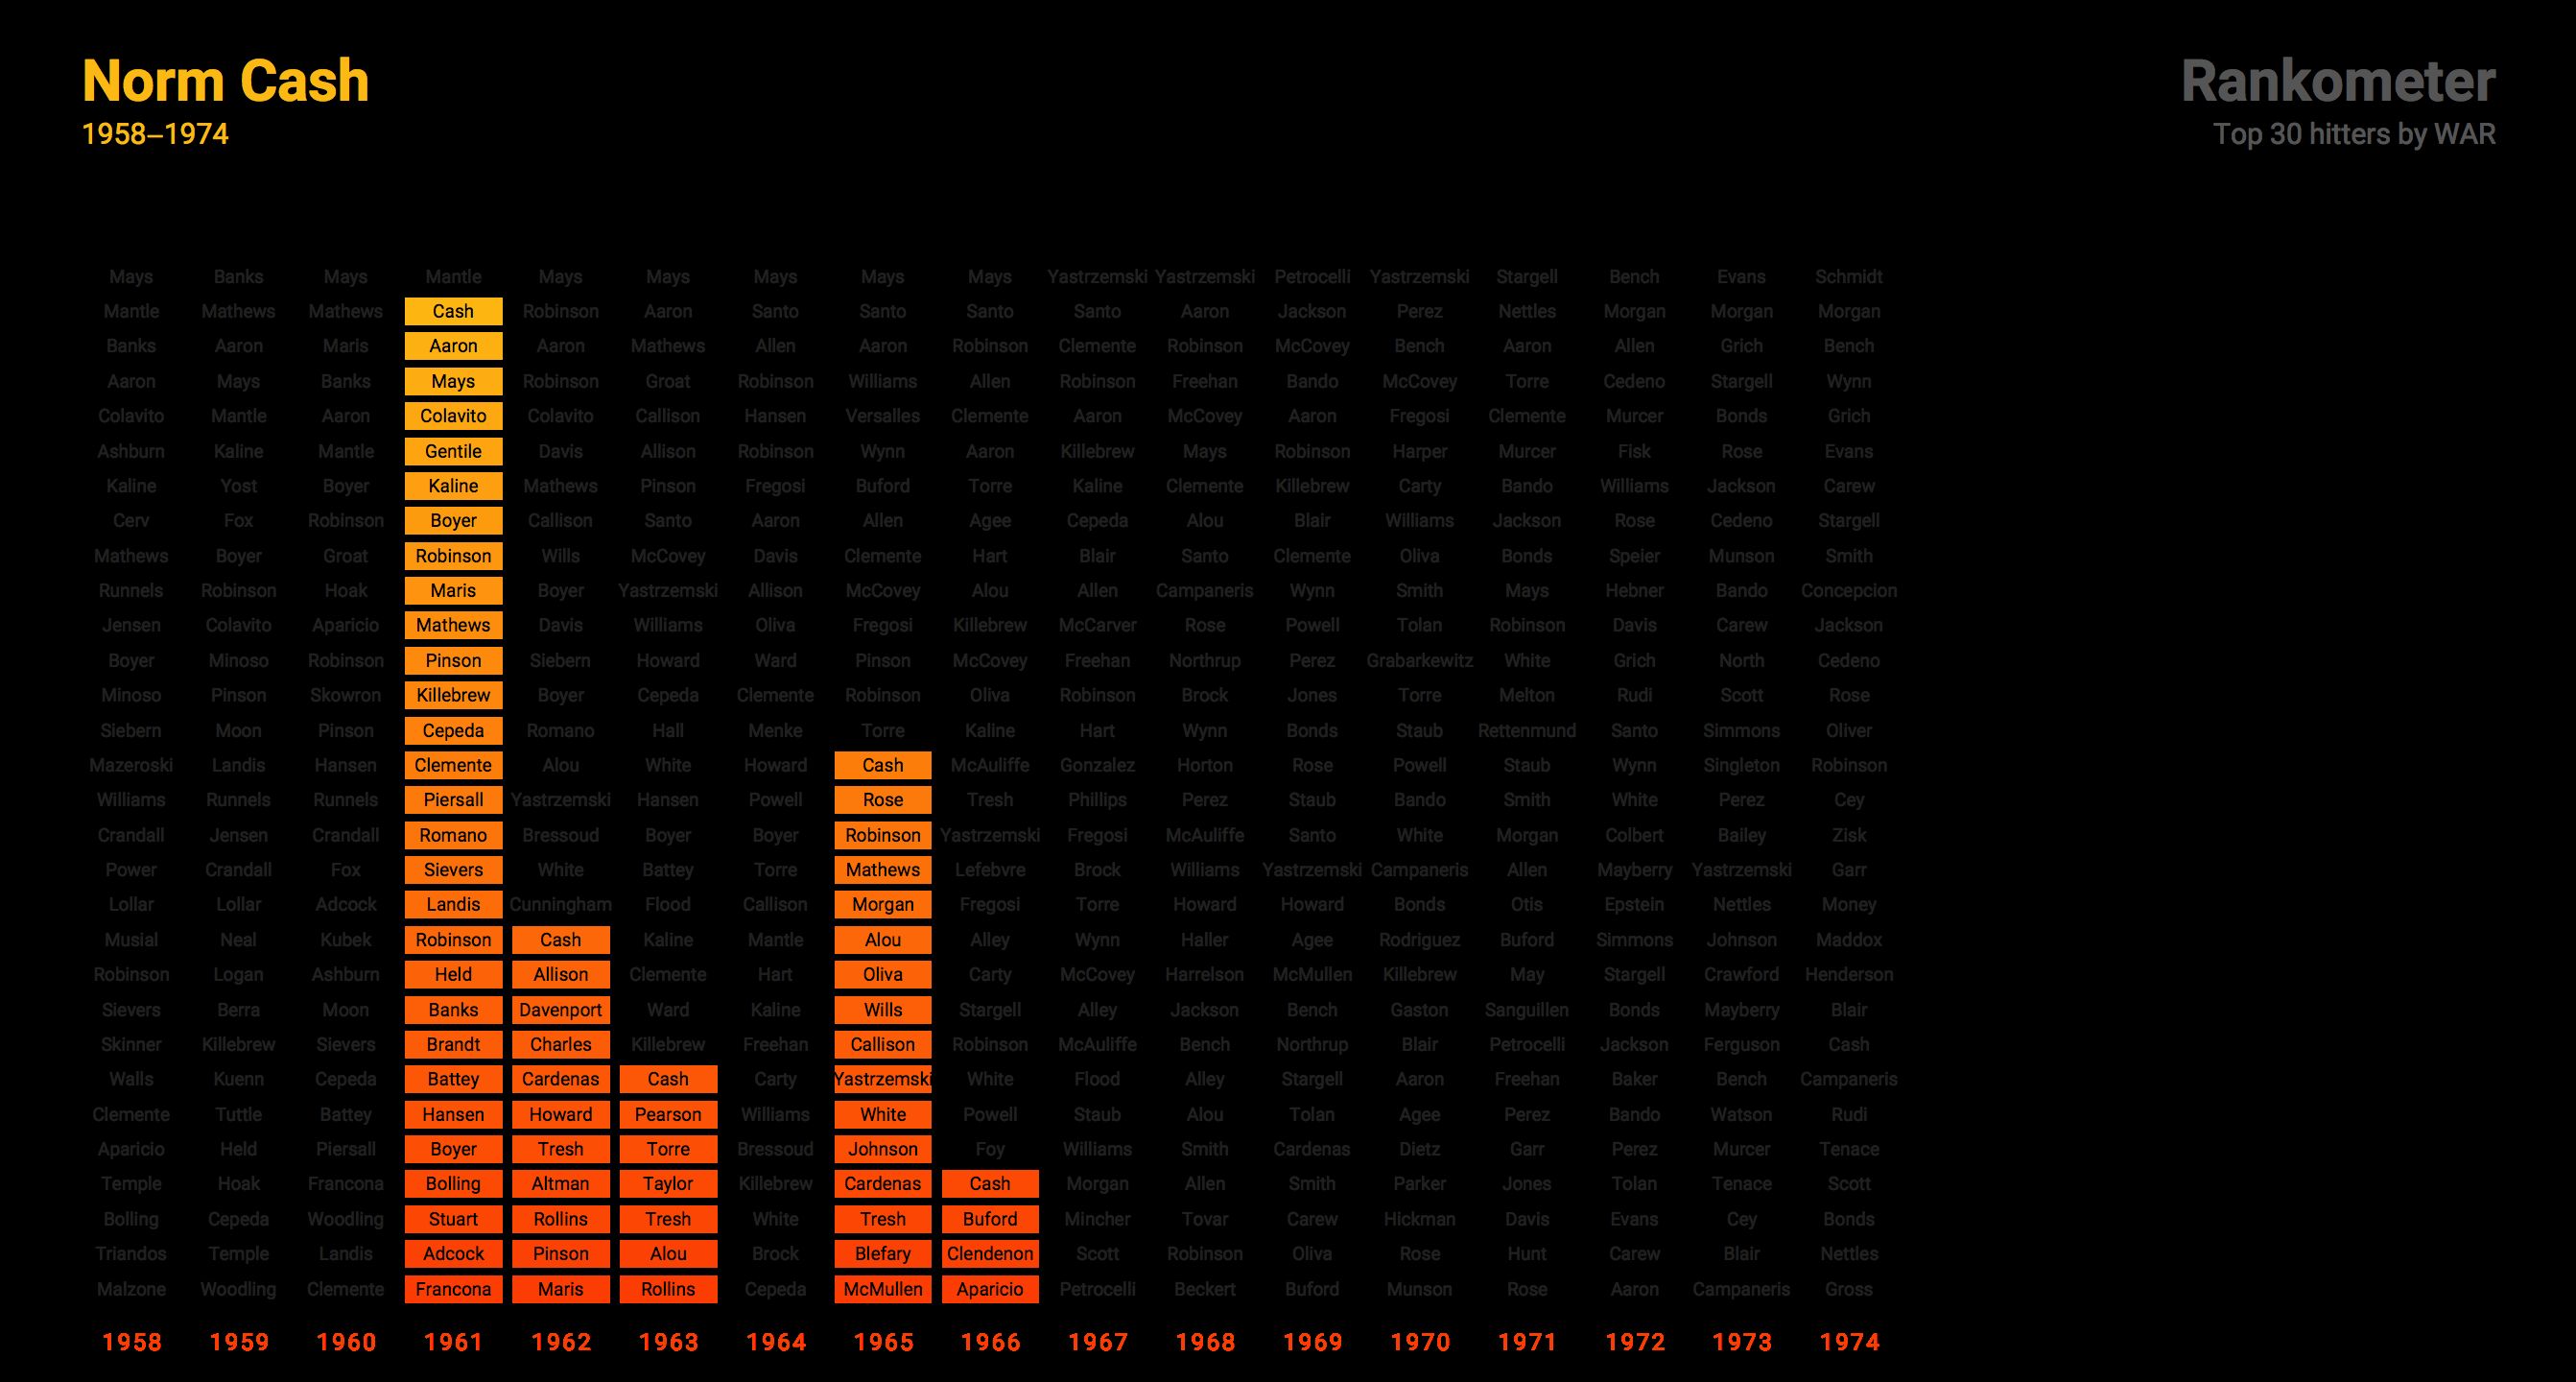 Norm Cash
1958–1974
Rankometer
Top 30 hitters by WAR
Mays Banks Mays Mantle Mays Mays Mays Mays Mays Yastrzemski Yastrzemski Petrocelli Yastrzemski Stargell Bench Evans Schmidt
Mantle Mathews Mathews Cash Robinson Aaron Santo Santo Santo Santo Aaron Jackson Perez Nettles Morgan Morgan Morgan
Banks Aaron Maris Aaron Aaron Mathews Allen Aaron Robinson Clemente Robinson McCovey Bench Aaron Allen Grich Bench
Aaron Mays Banks Mays Robinson Groat Robinson Williams Allen Robinson Freehan Bando McCovey Torre Cedeno Stargell Wynn
Colavito Mantle Aaron Colavito Colavito Callison Hansen Versalles Clemente Aaron McCovey Aaron Fregosi Clemente Murcer Bonds Grich
Ashburn Kaline Mantle Gentile Davis Allison Robinson Wynn Aaron Killebrew Mays Robinson Harper Murcer Fisk Rose Evans
Kaline Yost Boyer Kaline Mathews Pinson Fregosi Buford Torre Kaline Clemente Killebrew Carty Bando Williams Jackson Carew
Cerv Fox Robinson Boyer Callison Santo Aaron Allen Agee Cepeda Alou Blair Williams Jackson Rose Cedeno Stargell
Mathews Boyer Groat Robinson Wills McCovey Davis Clemente Hart Blair Santo Clemente Oliva Bonds Speier Munson Smith
Runnels Robinson Hoak Maris Boyer Yastrzemski Allison McCovey Alou Allen Campaneris Wynn Smith Mays Hebner Bando Concepcion
Jensen Colavito Aparicio Mathews Davis Williams Oliva Fregosi Killebrew McCarver Rose Powell Tolan Robinson Davis Carew Jackson
Boyer Minoso Robinson Pinson Siebern Howard Ward Pinson McCovey Freehan Northrup Perez Grabarkewitz White Grich North Cedeno
Minoso Pinson Skowron Killebrew Boyer Cepeda Clemente Robinson Oliva Robinson Brock Jones Torre Melton Rudi Scott Rose
Siebern Moon Pinson Cepeda Romano Hall Menke Torre Kaline Hart Wynn Bonds Staub Rettenmund Santo Simmons Oliver
Mazeroski Landis Hansen Clemente Alou White Howard Cash McAuliffe Gonzalez Horton Rose Powell Staub Wynn Singleton Robinson
Williams Runnels Runnels Piersall Yastrzemski Hansen Powell Rose Tresh Phillips Perez Staub Bando Smith White Perez Cey
Crandall Jensen Crandall Romano Bressoud Boyer Boyer Robinson Yastrzemski Fregosi McAuliffe Santo White Morgan Colbert Bailey Zisk
Power Crandall Fox Sievers White Battey Torre Mathews Lefebvre Brock Williams Yastrzemski Campaneris Allen Mayberry Yastrzemski Garr
Lollar Lollar Adcock Landis Cunningham Flood Callison Morgan Fregosi Torre Howard Howard Bonds Otis Epstein Nettles Money
Musial Neal Kubek Robinson Cash Kaline Mantle Alou Alley Wynn Haller Agee Rodriguez Buford Simmons Johnson Maddox
Robinson Logan Ashburn Held Allison Clemente Hart Oliva Carty McCovey Harrelson McMullen Killebrew May Stargell Crawford Henderson
Sievers Berra Moon Banks Davenport Ward Kaline Wills Stargell Alley Jackson Bench Gaston Sanguillen Bonds Mayberry Blair
Skinner Killebrew Sievers Brandt Charles Killebrew Freehan Callison Robinson McAuliffe Bench Northrup Blair Petrocelli Jackson Ferguson Cash
Walls Kuenn Cepeda Battey Cardenas Cash Carty Yastrzemski White Flood Alley Stargell Aaron Freehan Baker Bench Campaneris
Clemente Tuttle Battey Hansen Howard Pearson Williams White Powell Staub Alou Tolan Agee Perez Bando Watson Rudi
Aparicio Held Piersall Boyer Tresh Torre Bressoud Johnson Foy Williams Smith Cardenas Dietz Garr Perez Murcer Tenace
Temple Hoak Francona Bolling Altman Taylor Killebrew Cardenas Cash Morgan Allen Smith Parker Jones Tolan Tenace Scott
Bolling Cepeda Woodling Stuart Rollins Tresh White Tresh Buford Mincher Tovar Carew Hickman Davis Evans Cey Bonds
Triandos Temple Landis Adcock Pinson Alou Brock Blefary Clendenon Scott Robinson Oliva Rose Hunt Carew Blair Nettles
Malzone Woodling Clemente Francona Maris Rollins Cepeda McMullen Aparicio Petrocelli Beckert Buford Munson Rose Aaron Campaneris Gross
1958 1959 1960 1961 1962 1963 1964 1965 1966 1967 1968 1969 1970 1971 1972 1973 1974